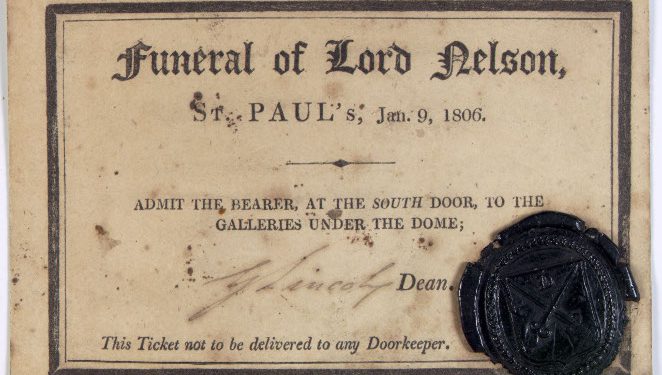 Funeral of Lord Nelson,
ST. PAUL's, Jan. 9, 1806.
ADMIT THE BEARER, AT THE SOUTH DOOR, TO THE
GALLERIES UNDER THE DOME;
G Lincoln Dean.
This Ticket not to be delivered to any Doorkeeper.